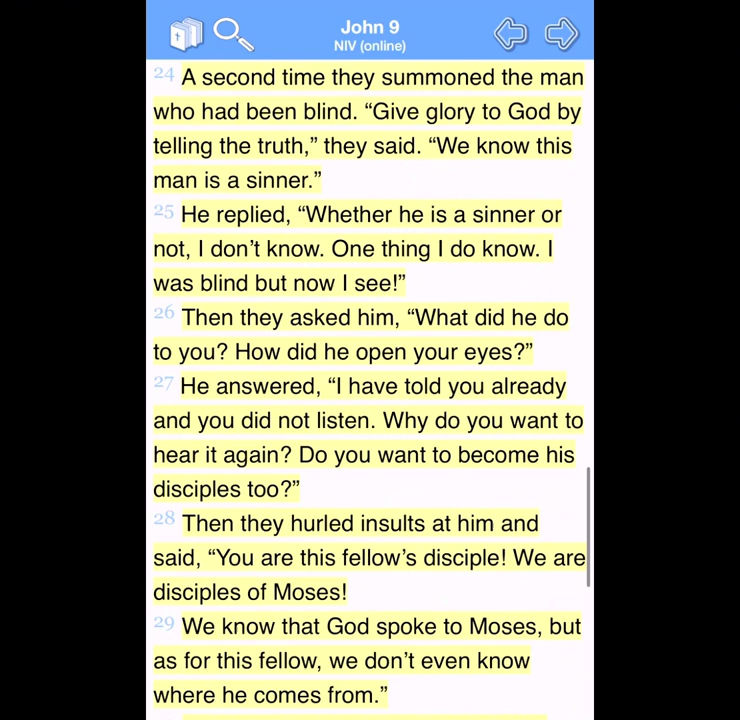 John 9
NIV (online)
24 A second time they summoned the man
who had been blind. “Give glory to God by
telling the truth,” they said. “We know this
man is a sinner.”
25 He replied, “Whether he is a sinner or
not, I don’t know. One thing I do know. I
was blind but now I see!”
26 Then they asked him, “What did he do
to you? How did he open your eyes?”
27 He answered, “I have told you already
and you did not listen. Why do you want to
hear it again? Do you want to become his
disciples too?”
28 Then they hurled insults at him and
said, “You are this fellow’s disciple! We are
disciples of Moses!
29 We know that God spoke to Moses, but
as for this fellow, we don’t even know
where he comes from.”